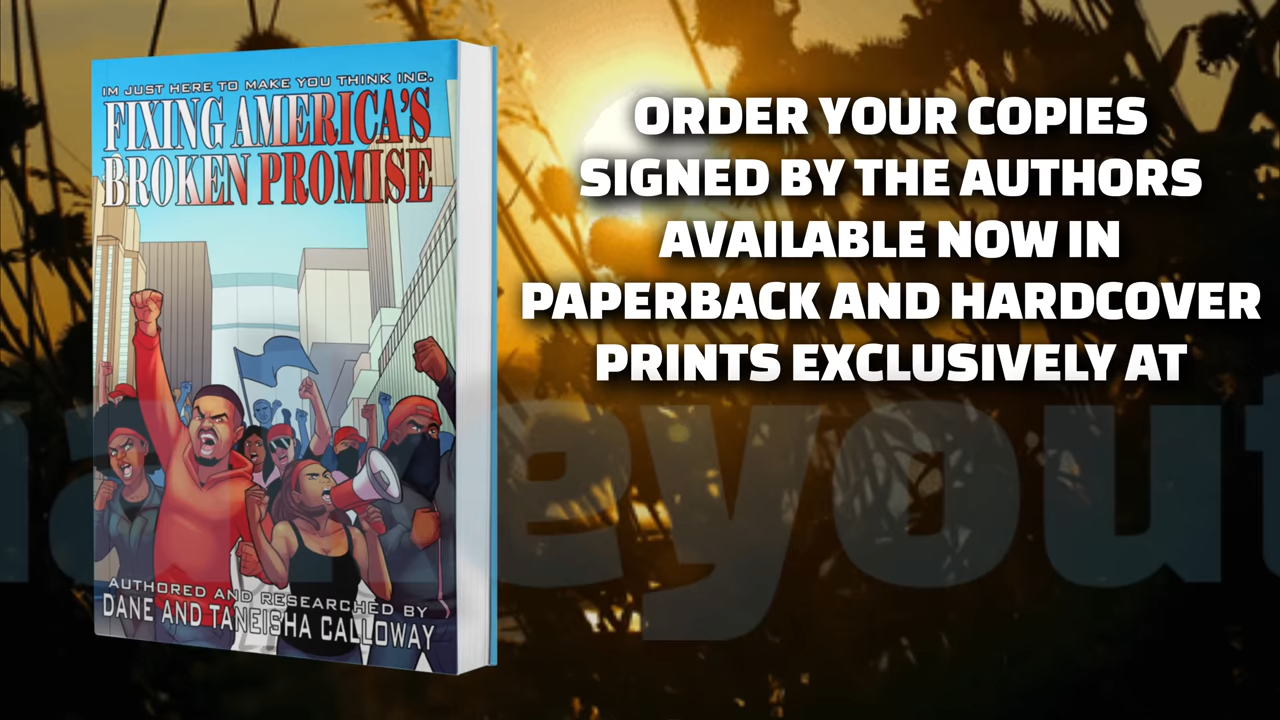 IM JUST HERE TO MAKE YOU THINK INC.
FIXING AMERICA'S
BROKEN PROMISE
AUTHORED AND RESEARCHED BY
DANE AND TANEISHA CALLOWAY
ORDER YOUR COPIES
SIGNED BY THE AUTHORS
AVAILABLE NOW IN
PAPERBACK AND HARDCOVER
PRINTS EXCLUSIVELY AT